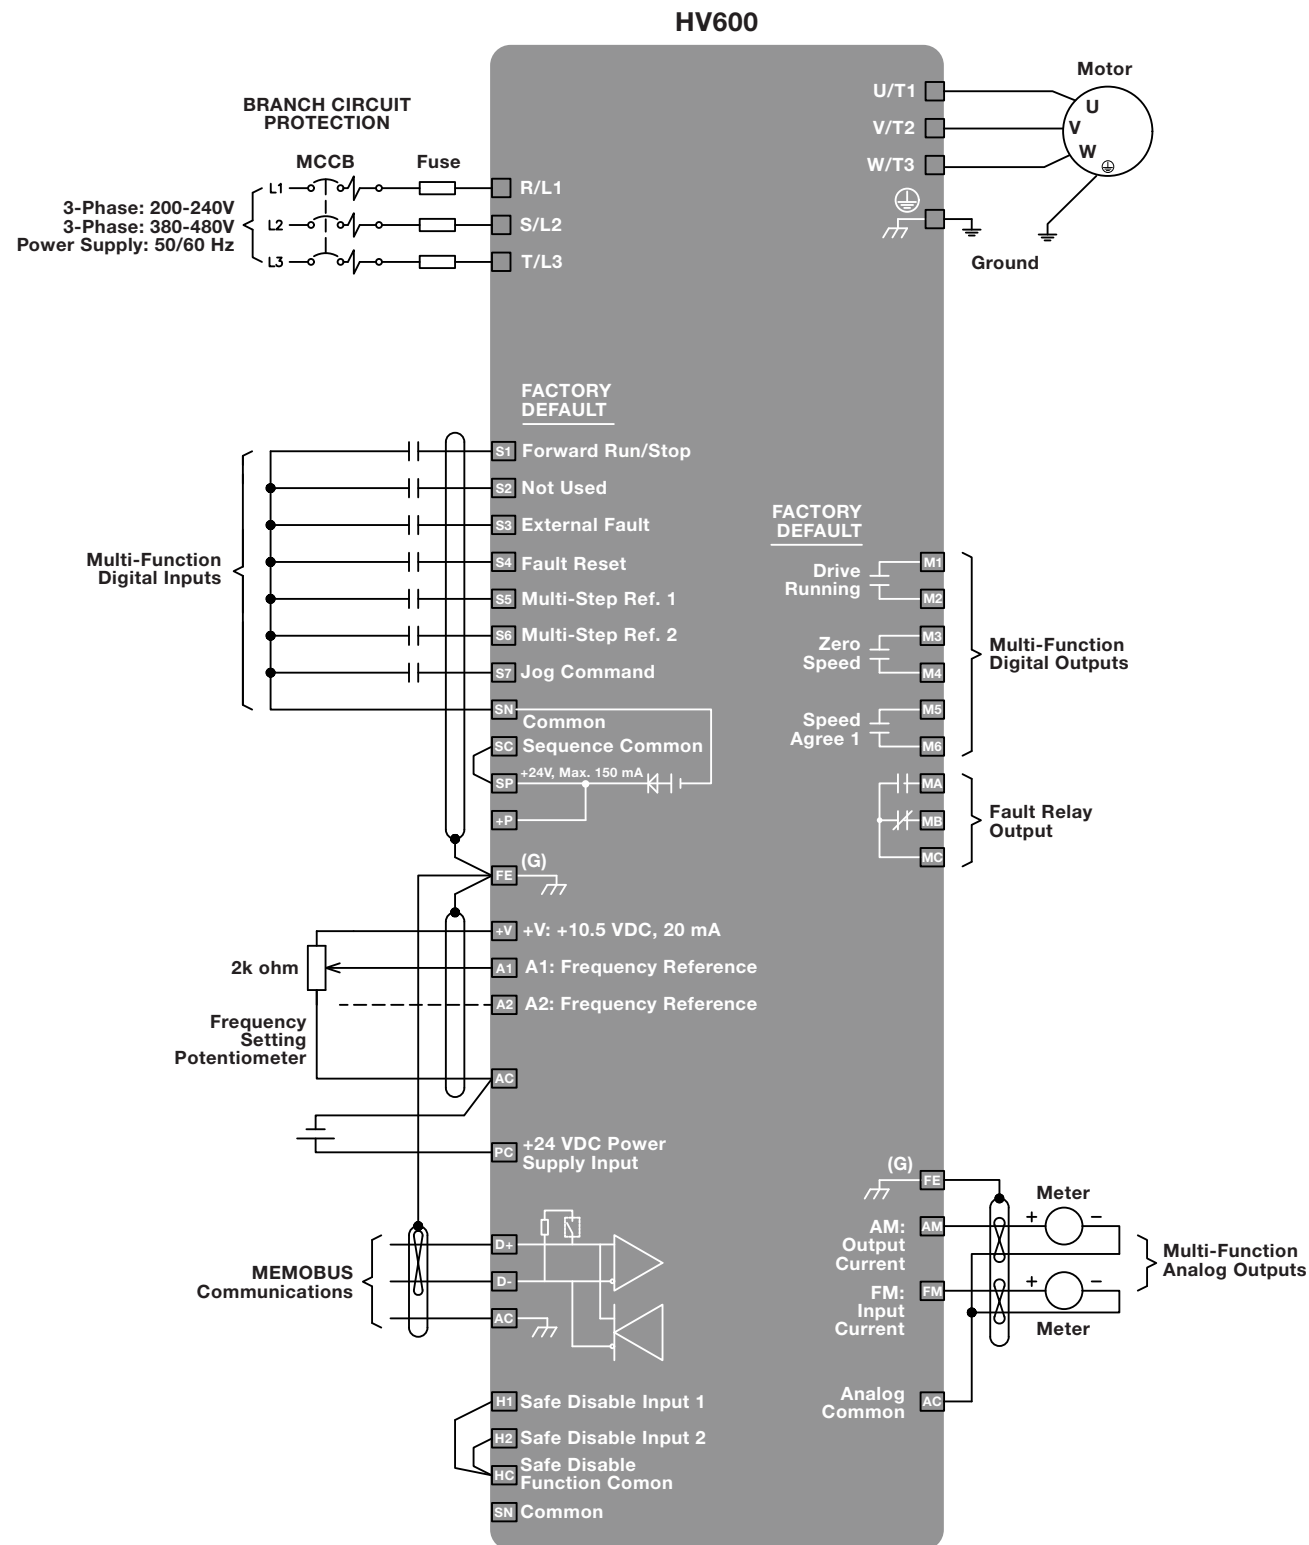 HV600
BRANCH CIRCUIT
PROTECTION
MCCB
Fuse
L1
L2
L3
3-Phase: 200-240V
3-Phase: 380-480V
Power Supply: 50/60 Hz
R/L1
S/L2
T/L3
U/T1
V/T2
W/T3
Motor
U
V
W
Ground
FACTORY
DEFAULT
Multi-Function
Digital Inputs
S1 Forward Run/Stop
S2 Not Used
S3 External Fault
S4 Fault Reset
S5 Multi-Step Ref. 1
S6 Multi-Step Ref. 2
S7 Jog Command
SN
Common
SC Sequence Common
SP +24V, Max. 150 mA
+P
FE (G)
FACTORY
DEFAULT
Drive
Running
M1
M2
Zero
Speed
M3
M4
Speed
Agree 1
M5
M6
Multi-Function
Digital Outputs
MA
MB
MC
Fault Relay
Output
+V +V: +10.5 VDC, 20 mA
2k ohm
A1 A1: Frequency Reference
A2 A2: Frequency Reference
Frequency
Setting
Potentiometer
AC
PC +24 VDC Power
Supply Input
MEMOBUS
Communications
D+
D-
AC
H1 Safe Disable Input 1
H2 Safe Disable Input 2
HC Safe Disable
Function Comon
SN Common
(G) FE
AM:
Output
Current
AM
FM:
Input
Current
FM
Meter
+ −
+ −
Meter
Multi-Function
Analog Outputs
Analog
Common
AC